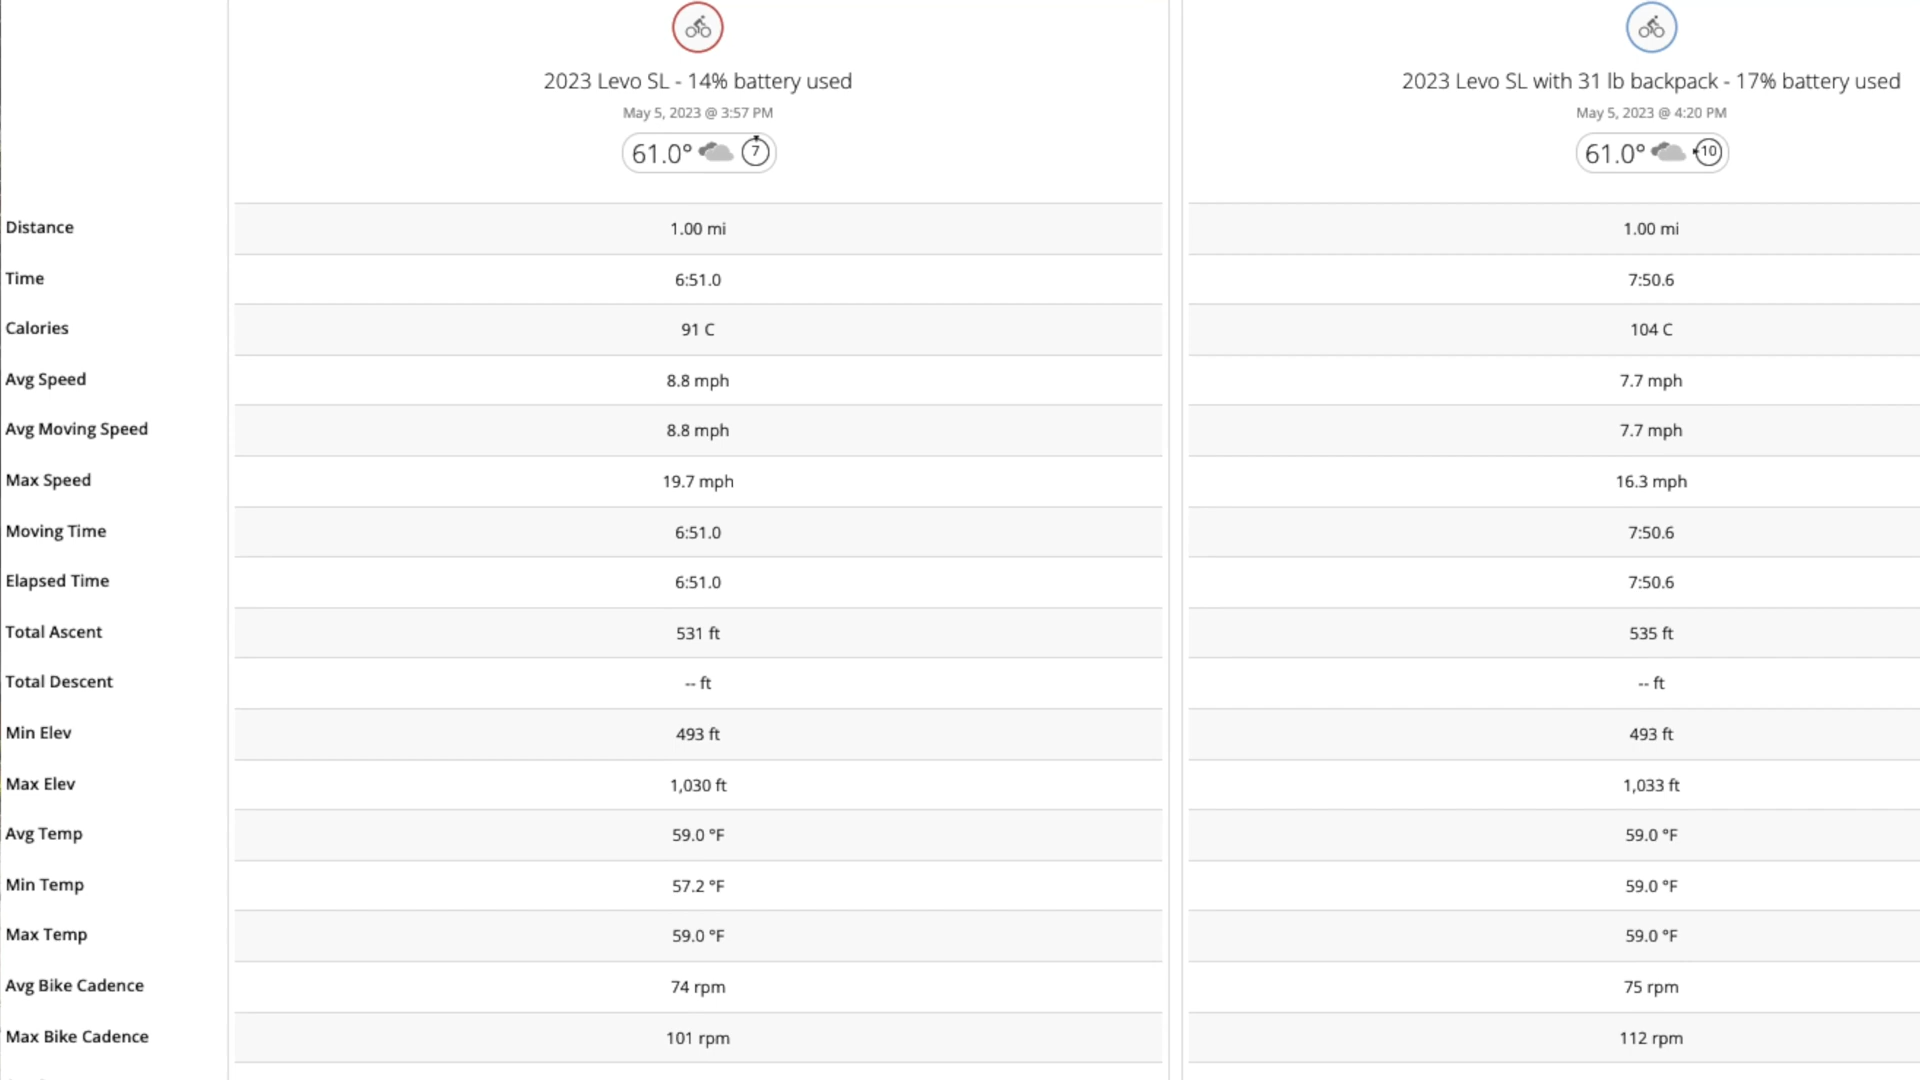 2023 Levo SL - 14% battery used
2023 Levo SL with 31 lb backpack - 17% battery used
May 5, 2023 @ 3:57 PM
May 5, 2023 @ 4:20 PM
61.0° 7
61.0° 10
Distance 1.00 mi 1.00 mi
Time 6:51.0 7:50.6
Calories 91 C 104 C
Avg Speed 8.8 mph 7.7 mph
Avg Moving Speed 8.8 mph 7.7 mph
Max Speed 19.7 mph 16.3 mph
Moving Time 6:51.0 7:50.6
Elapsed Time 6:51.0 7:50.6
Total Ascent 531 ft 535 ft
Total Descent -- ft -- ft
Min Elev 493 ft 493 ft
Max Elev 1,030 ft 1,033 ft
Avg Temp 59.0 °F 59.0 °F
Min Temp 57.2 °F 59.0 °F
Max Temp 59.0 °F 59.0 °F
Avg Bike Cadence 74 rpm 75 rpm
Max Bike Cadence 101 rpm 112 rpm